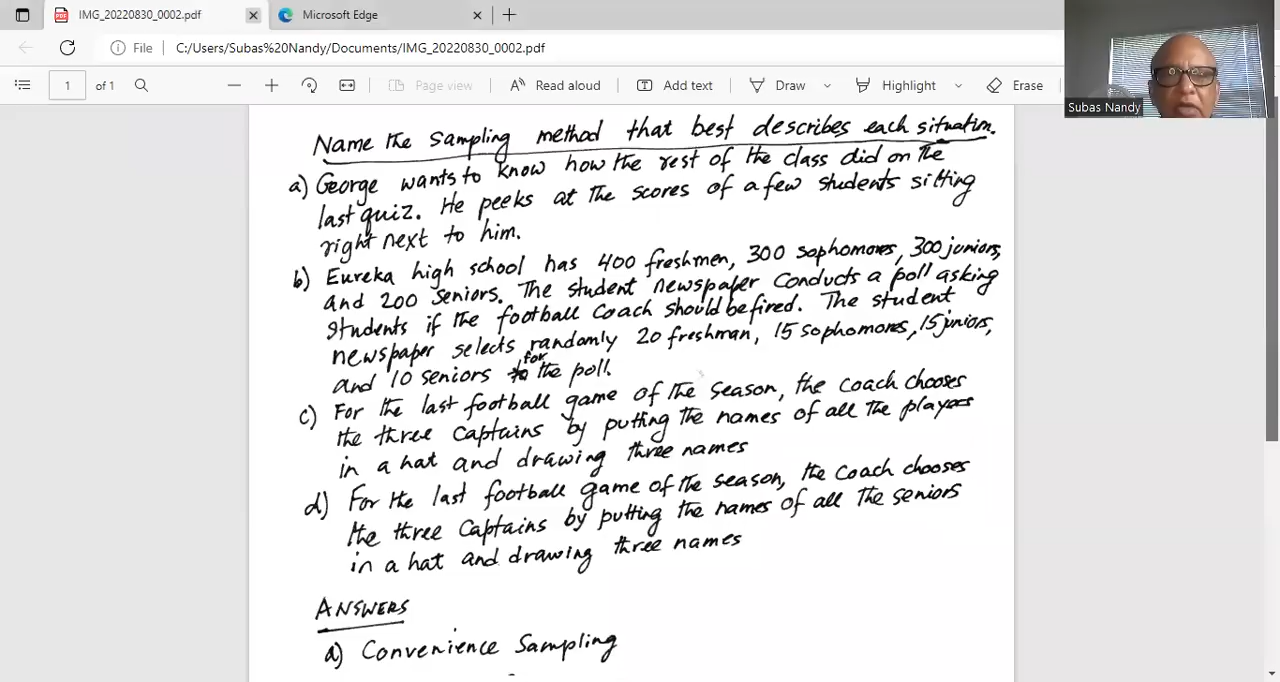 IMG_20220830_0002.pdf
Microsoft Edge
File
C:/Users/Subas%20Nandy/Documents/IMG_20220830_0002.pdf
1 of 1
Page view
Read aloud
Add text
Draw
Highlight
Erase
Subas Nandy
Name the Sampling method that best describes each situation.
a) George wants to know how the rest of the class did on the
last quiz. He peeks at the scores of a few students sitting
right next to him.
b) Eureka high school has 400 freshmen, 300 sophomores, 300 juniors,
and 200 seniors. The student newspaper conducts a poll asking
students if the football coach should be fired. The student
newspaper selects randomly 20 freshman, 15 sophomores, 15 juniors,
and 10 seniors for the poll.
c) For the last football game of the season, the coach chooses
the three captains by putting the names of all the players
in a hat and drawing three names
d) For the last football game of the season, the coach chooses
the three captains by putting the names of all the seniors
in a hat and drawing three names
ANSWERS
a) Convenience Sampling